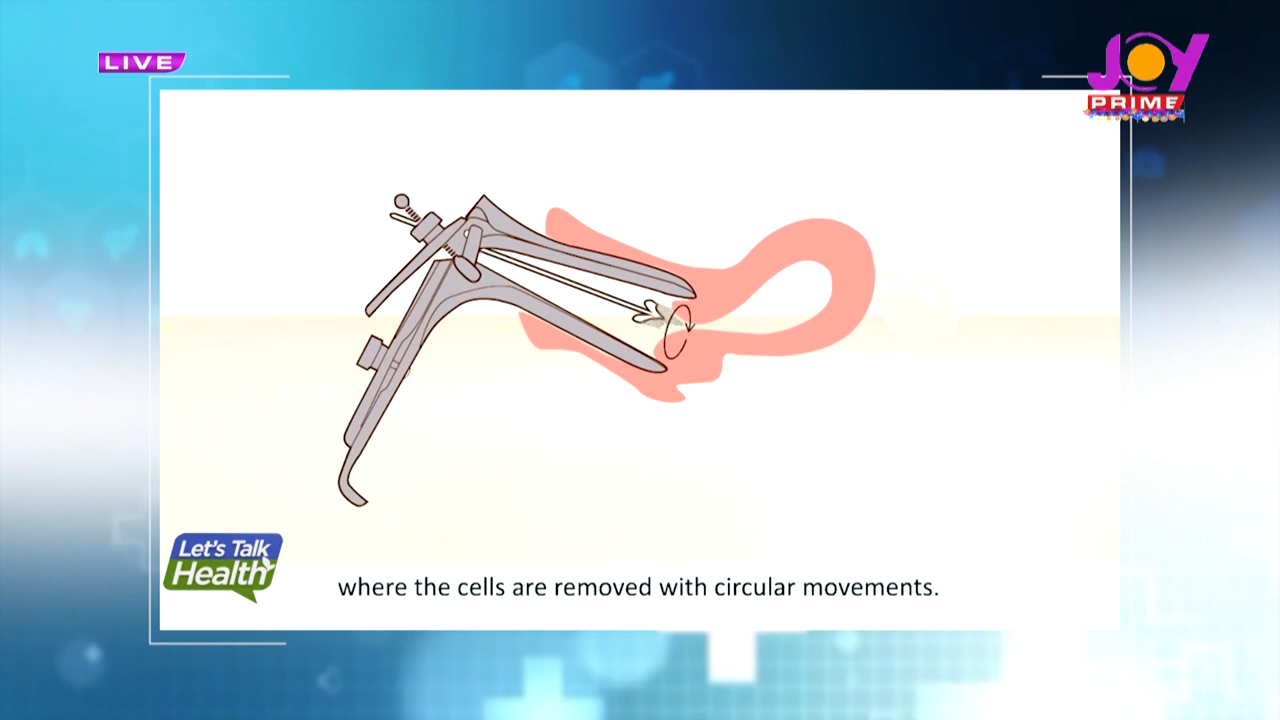 LIVE
JOY
PRIME
Let's Talk
Health
where the cells are removed with circular movements.